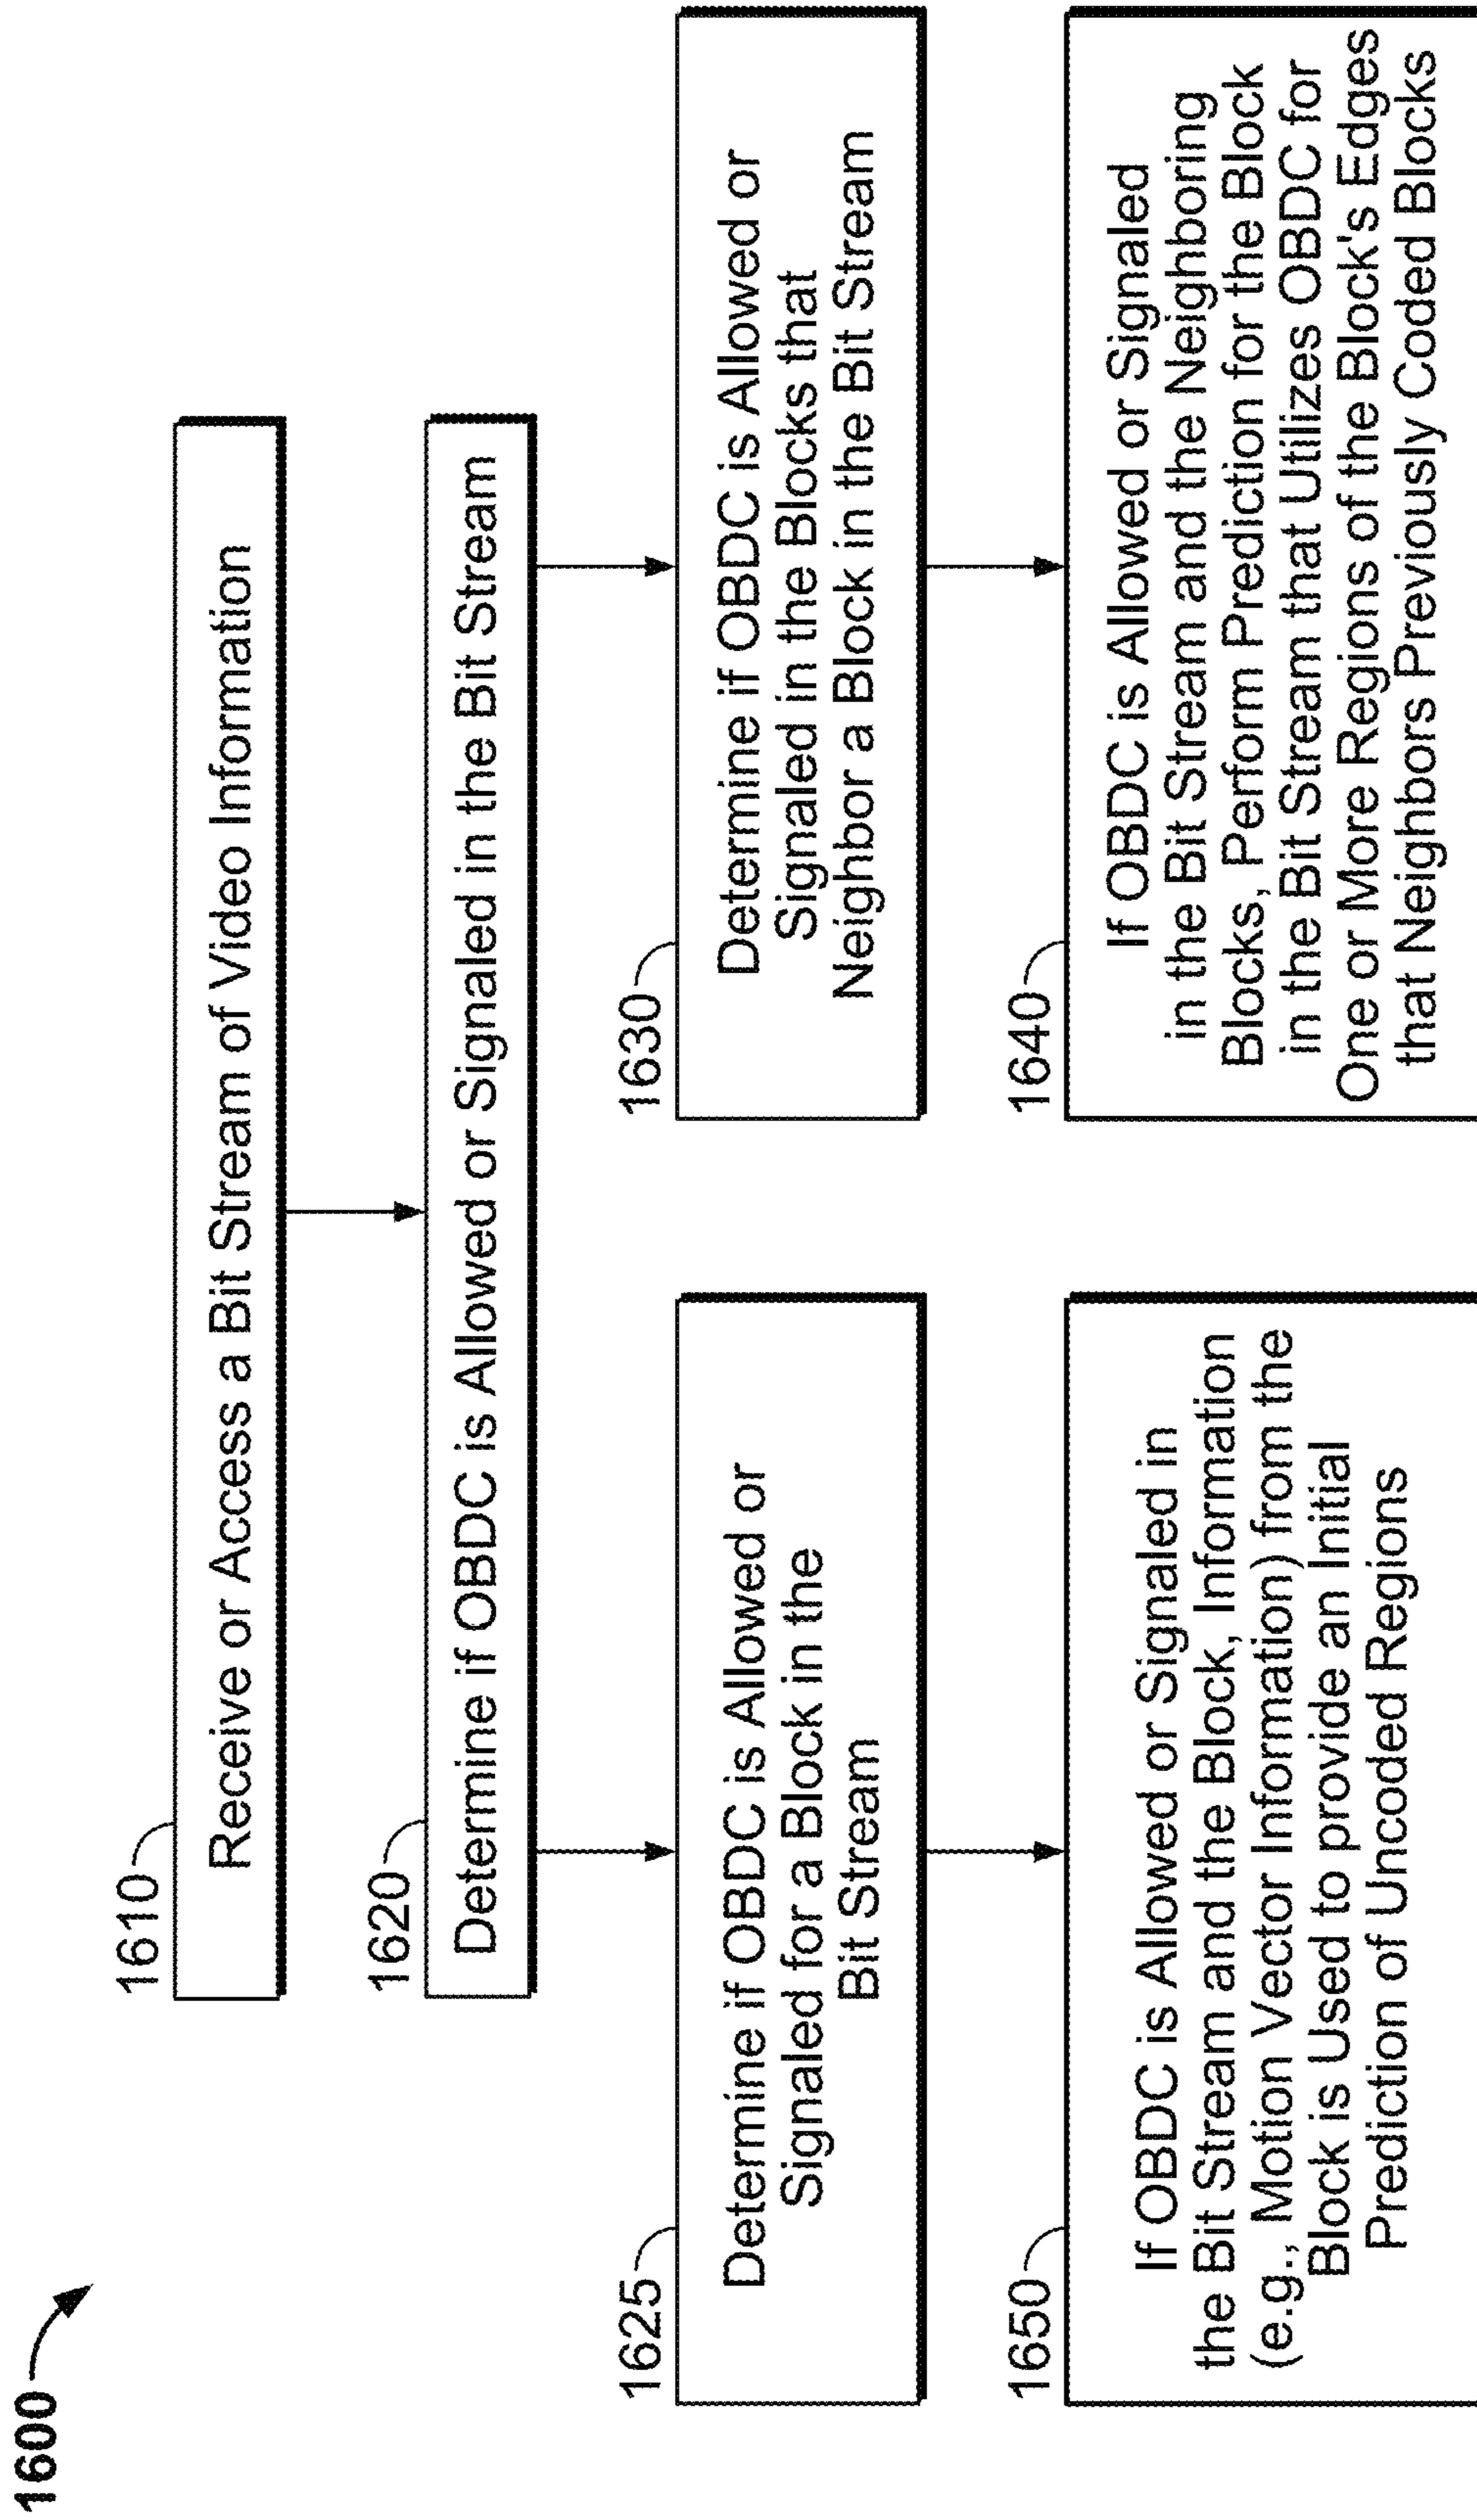 1600
1610
Receive or Access a Bit Stream of Video Information
1620
Determine if OBDC is Allowed or Signaled in the Bit Stream
1625
Determine if OBDC is Allowed or
Signaled for a Block in the
Bit Stream
1630
Determine if OBDC is Allowed or
Signaled in the Blocks that
Neighbor a Block in the Bit Stream
1650
If OBDC is Allowed or Signaled in
the Bit Stream and the Block, Information
(e.g., Motion Vector Information) from the
Block is Used to provide an Initial
Prediction of Uncoded Regions
1640
If OBDC is Allowed or Signaled
in the Bit Stream and the Neighboring
Blocks, Perform Prediction for the Block
in the Bit Stream that Utilizes OBDC for
One or More Regions of the Block's Edges
that Neighbors Previously Coded Blocks